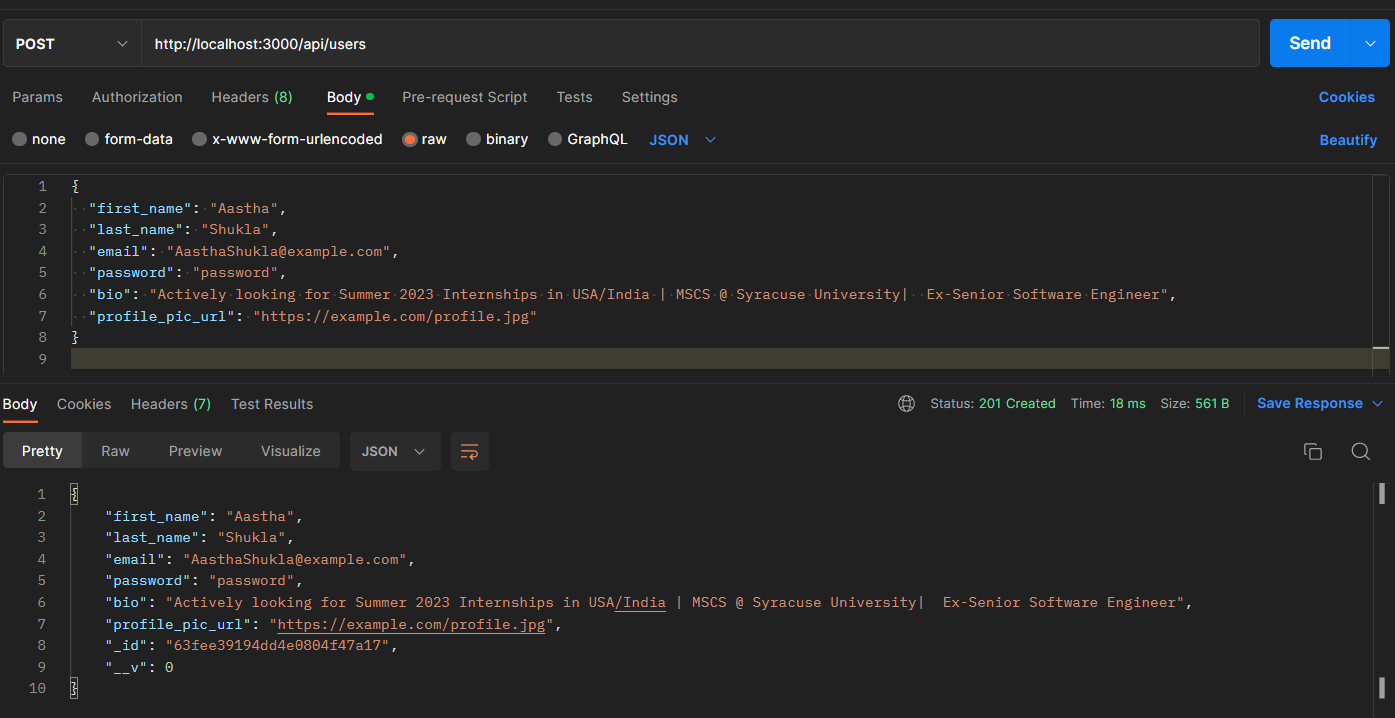 POST http://localhost:3000/api/users Send
Params Authorization Headers (8) Body Pre-request Script Tests Settings Cookies
none form-data x-www-form-urlencoded raw binary GraphQL JSON Beautify
1 {
2 "first_name": "Aastha",
3 "last_name": "Shukla",
4 "email": "AasthaShukla@example.com",
5 "password": "password",
6 "bio": "Actively looking for Summer 2023 Internships in USA/India | MSCS @ Syracuse University|  Ex-Senior Software Engineer",
7 "profile_pic_url": "https://example.com/profile.jpg"
8 }
9
Body Cookies Headers (7) Test Results Status: 201 Created Time: 18 ms Size: 561 B Save Response
Pretty Raw Preview Visualize JSON
1 {
2 "first_name": "Aastha",
3 "last_name": "Shukla",
4 "email": "AasthaShukla@example.com",
5 "password": "password",
6 "bio": "Actively looking for Summer 2023 Internships in USA/India | MSCS @ Syracuse University|  Ex-Senior Software Engineer",
7 "profile_pic_url": "https://example.com/profile.jpg",
8 "_id": "63fee39194dd4e0804f47a17",
9 "__v": 0
10 }